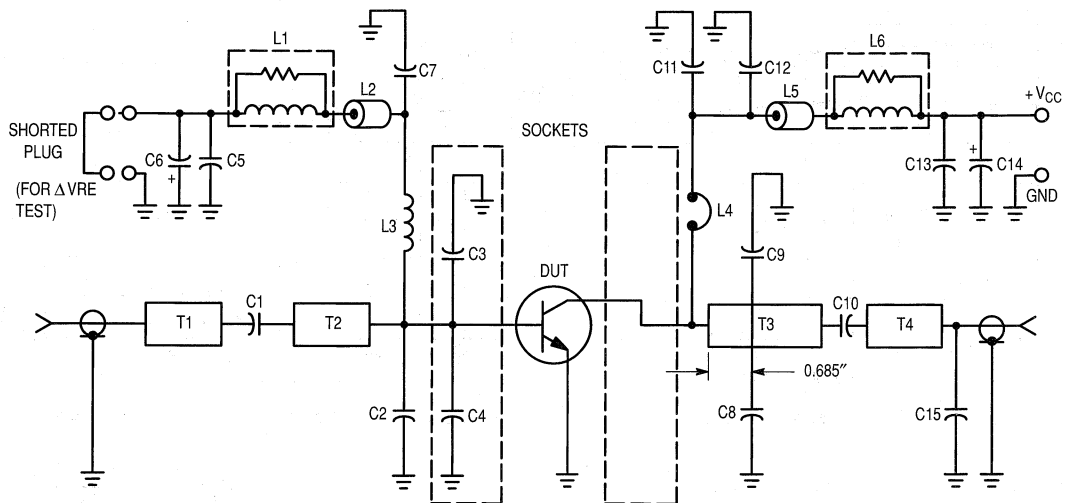 L1
L6
C7
C11
C12
L2
L5
+ VCC
SHORTED
PLUG
SOCKETS
C6
C5
+
C13
+
C14
(FOR Δ VRE
TEST)
GND
L3
L4
C3
C9
DUT
C1
C10
T1
T2
T3
T4
0.685″
C2
C4
C8
C15